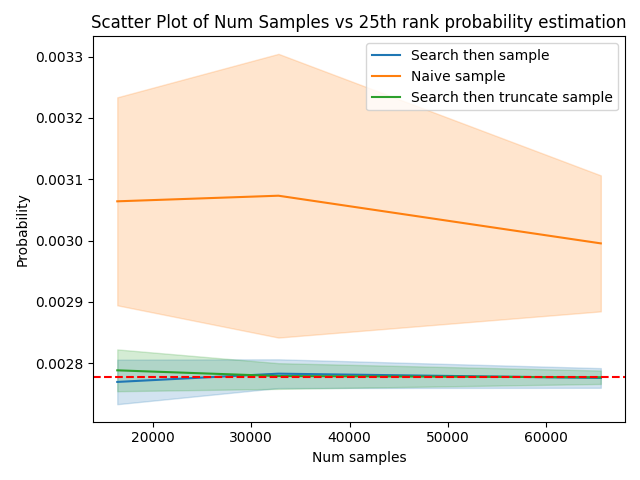 Scatter Plot of Num Samples vs 25th rank probability estimation
Search then sample
Naive sample
Search then truncate sample
Probability
0.0033
0.0032
0.0031
0.0030
0.0029
0.0028
20000 30000 40000 50000 60000
Num samples